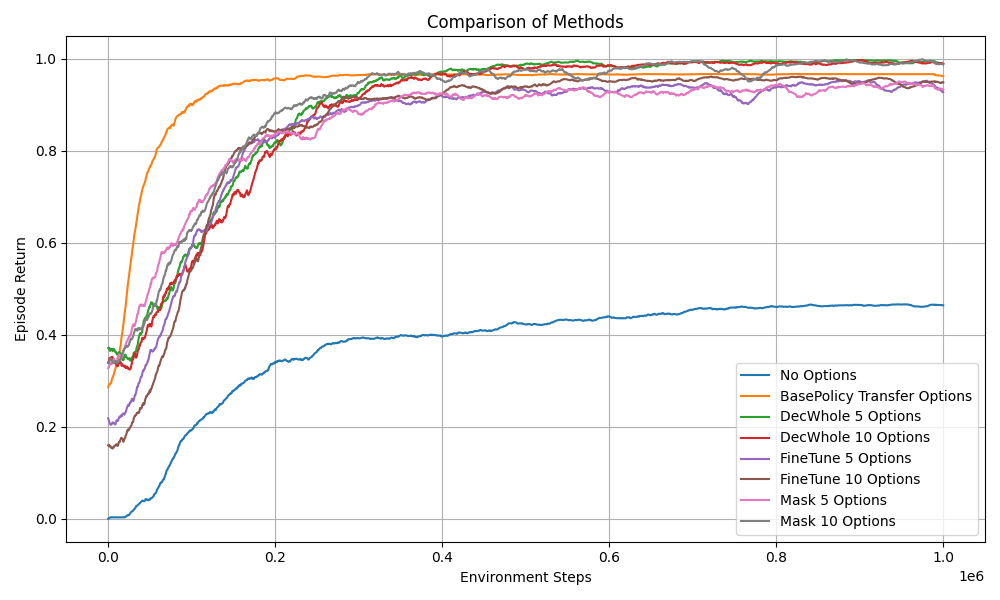 Comparison of Methods
Episode Return
1.0
0.8
0.6
0.4
0.2
0.0
No Options
BasePolicy Transfer Options
DecWhole 5 Options
DecWhole 10 Options
FineTune 5 Options
FineTune 10 Options
Mask 5 Options
Mask 10 Options
0.0 0.2 0.4 0.6 0.8 1.0
1e6
Environment Steps